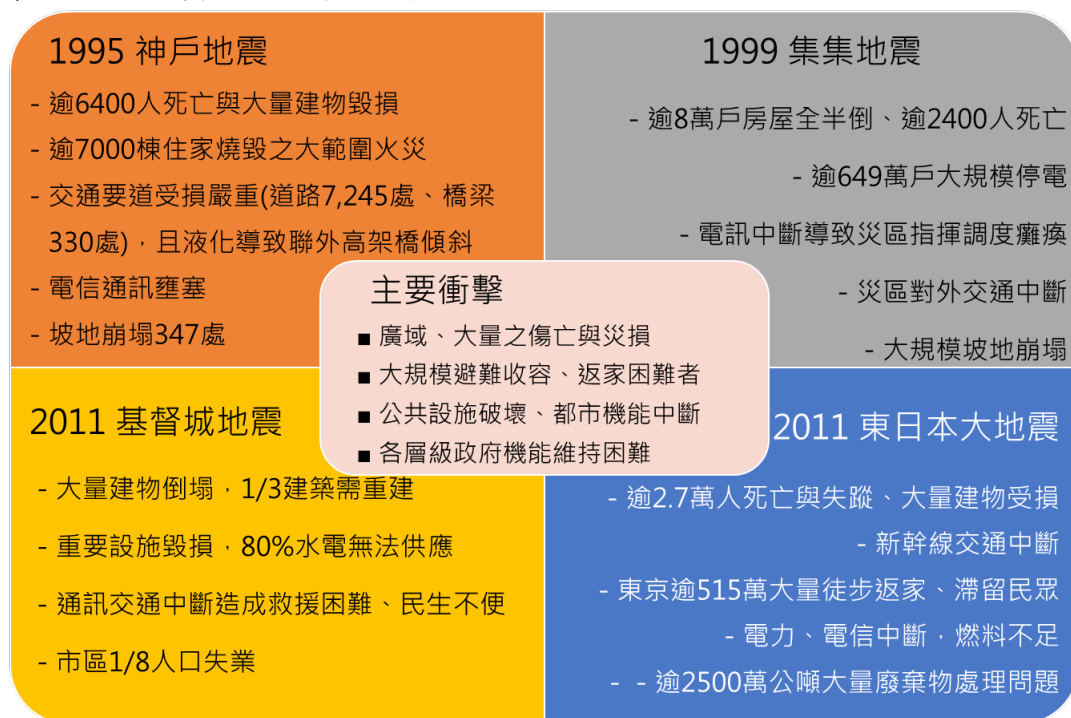 1995 神戶地震
- 逾6400人死亡與大量建物毀損
- 逾7000棟住家燒毀之大範圍火災
- 交通要道受損嚴重(道路7,245處、橋梁
330處)，且液化導致聯外高架橋傾斜
- 電信通訊壅塞
- 坡地崩塌347處
1999 集集地震
- 逾8萬戶房屋全半倒、逾2400人死亡
- 逾649萬戶大規模停電
- 電訊中斷導致災區指揮調度癱瘓
- 災區對外交通中斷
- 大規模坡地崩塌
主要衝擊
■ 廣域、大量之傷亡與災損
■ 大規模避難收容、返家困難者
■ 公共設施破壞、都市機能中斷
■ 各層級政府機能維持困難
2011 基督城地震
- 大量建物倒塌，1/3建築需重建
- 重要設施毀損，80%水電無法供應
- 通訊交通中斷造成救援困難、民生不便
- 市區1/8人口失業
2011 東日本大地震
- 逾2.7萬人死亡與失蹤、大量建物受損
- 新幹線交通中斷
- 東京逾515萬大量徒步返家、滯留民眾
- 電力、電信中斷，燃料不足
- - 逾2500萬公噸大量廢棄物處理問題